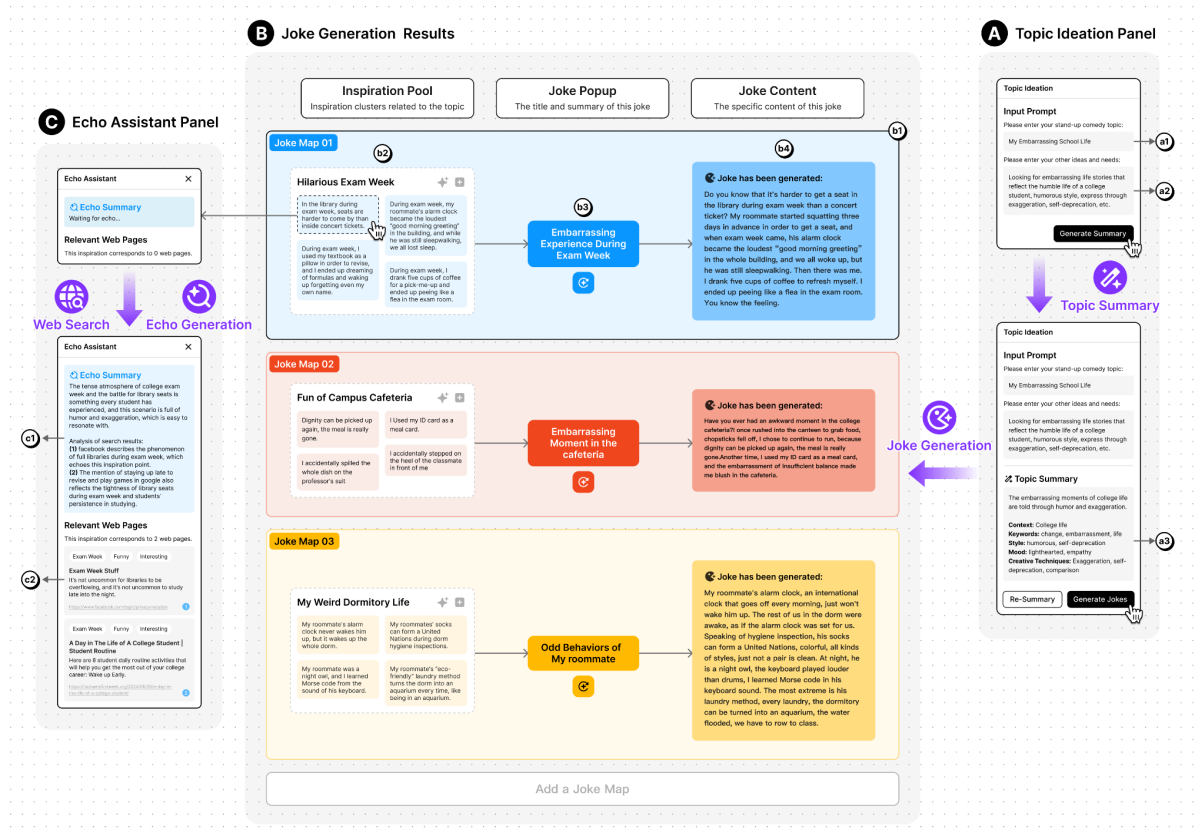 B Joke Generation Results
A Topic Ideation Panel
C Echo Assistant Panel
Inspiration Pool
Inspiration clusters related to the topic
Joke Popup
The title and summary of this joke
Joke Content
The specific content of this joke
Joke Map 01
b1
b2
Hilarious Exam Week
In the library during
exam week, seats are
harder to come by than
inside concert tickets.
During exam week, my
roommate's alarm clock
became the loudest
"good morning greeting"
in the building, and while
he was still sleepwalking,
we all lost sleep.
During exam week, I
used my textbook as a
pillow in order to revise,
and I ended up dreaming
of formulas and waking
up forgetting even my
own name.
During exam week, I
drank five cups of coffee
for a pick-me-up and
ended up peeing like a
flea in the exam room.
b3
Embarrassing
Experience During
Exam Week
b4
Joke has been generated:
Do you know that it's harder to get a seat in
the library during exam week than a concert
ticket? My roommate started squatting three
days in advance in order to get a seat, and
when exam week came, his alarm clock
became the loudest "good morning greeting"
in the whole building, and we all woke up, but
he was still sleepwalking. Then there was me.
I drank five cups of coffee to refresh myself. I
ended up peeing like a flea in the exam room.
You know the feeling.
Joke Map 02
Fun of Campus Cafeteria
Dignity can be picked up
again, the meal is really
gone.
I Used my ID card as a
meal card.
I accidentally spilled the
whole dish on the
professor's suit
I accidentally stepped on
the heel of the classmate
in front of me
Embarrassing
Moment in the
cafeteria
Joke has been generated:
Have you ever had an awkward moment in the college
cafeteria?I once rushed into the canteen to grab food,
chopsticks fell off, I chose to continue to run, because
dignity can be picked up again, the meal is really
gone.Another time, I used my ID card as a meal card,
and the embarrassment of insufficient balance made
me blush in the cafeteria.
Joke Map 03
My Weird Dormitory Life
My roommate's alarm
clock never wakes him
up, but it wakes up the
whole dorm.
My roommates' socks
can form a United
Nations during dorm
hygiene inspections.
My roommate was a
night owl, and I learned
Morse code from the
sound of his keyboard.
My roommate's "eco-
friendly" laundry method
turns the dorm into an
aquarium every time, like
being in an aquarium.
Odd Behaviors of
My roommate
Joke has been generated:
My roommate's alarm clock, an international
clock that goes off every morning, just won't
wake him up. The rest of us in the dorm were
awake, as if the alarm clock was set for us.
Speaking of hygiene inspection, his socks
can form a United Nations, colorful, all kinds
of styles, just not a pair is clean. At night, he
is a night owl, the keyboard played louder
than drums, I learned Morse code in his
keyboard sound. The most extreme is his
laundry method, every laundry, the dormitory
can be turned into an aquarium, the water
flooded, we have to row to class.
Add a Joke Map
Topic Ideation
Input Prompt
Please enter your stand-up comedy topic:
My Embarrassing School Life
a1
Please enter your other ideas and needs:
Looking for embarrassing life stories that
reflect the humble life of a college
student, humorous style, express through
exaggeration, self-deprecation, etc.
a2
Generate Summary
Topic Summary
Topic Ideation
Input Prompt
Please enter your stand-up comedy topic:
My Embarrassing School Life
Please enter your other ideas and needs:
Looking for embarrassing life stories that
reflect the humble life of a college
student, humorous style, express through
exaggeration, self-deprecation, etc.
Topic Summary
The embarrassing moments of college life
are told through humor and exaggeration.
Context: College life
Keywords: change, embarrassment, life
Style: humorous, self-deprecation
Mood: lighthearted, empathy
Creative Techniques: Exaggeration, self-
deprecation, comparison
a3
Re-Summary
Generate Jokes
Joke Generation
Echo Assistant
Echo Summary
Waiting for echo...
Relevant Web Pages
This inspiration corresponds to 0 web pages.
Web Search
Echo Generation
Echo Assistant
Echo Summary
The tense atmosphere of college exam
week and the battle for library seats is
something every student has
experienced, and this scenario is full of
humor and exaggeration, which is easy to
resonate with.
Analysis of search results:
(1) facebook describes the phenomenon
of full libraries during exam week, which
echoes this inspiration point.
(2) The mention of staying up late to
revise and play games in google also
reflects the tightness of library seats
during exam week and students'
persistence in studying.
c1
Relevant Web Pages
This inspiration corresponds to 2 web pages.
Exam Week Funny Interesting
Exam Week Stuff
It's not uncommon for libraries to be
overflowing, and it's not uncommon to study
late into the night.
c2
1
Exam Week Funny Interesting
A Day in The Life of A College Student |
Student Routine
Here are 8 student daily routine activities that
will help you get the most out of your college
career: Wake up Early.
2